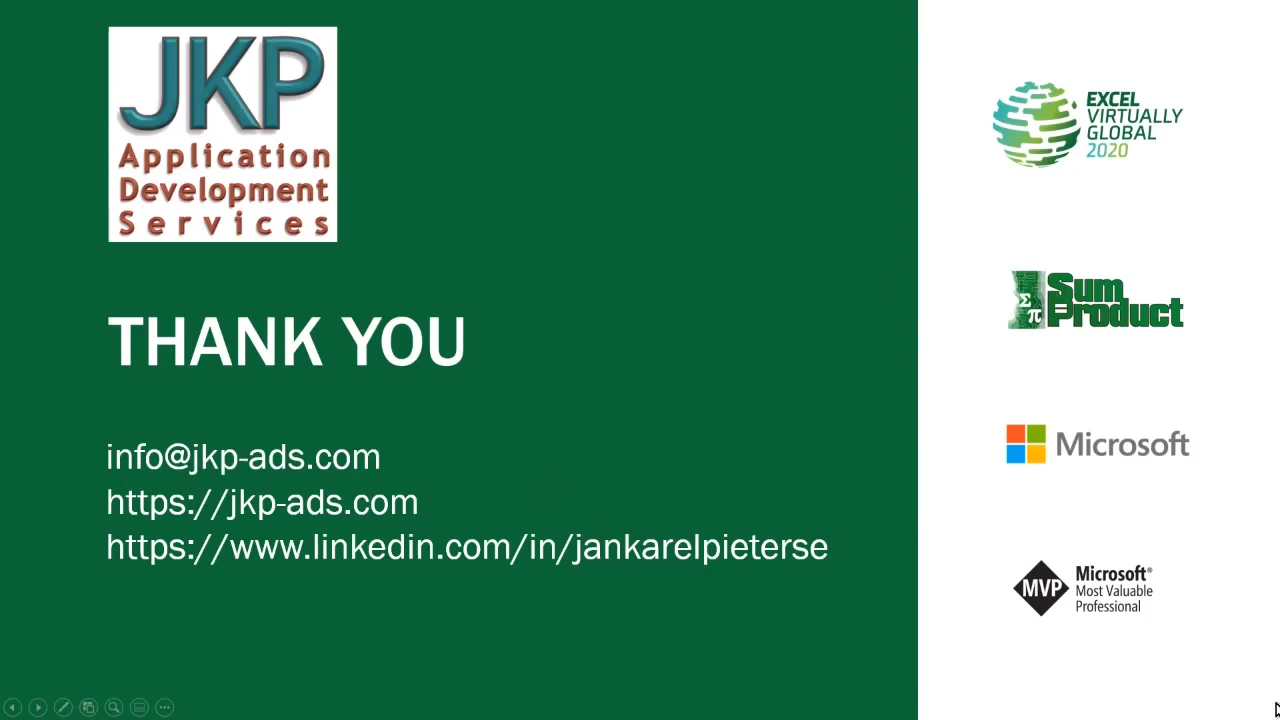 JKP
Application
Development
Services
THANK YOU
info@jkp-ads.com
https://jkp-ads.com
https://www.linkedin.com/in/jankarelpieterse
EXCEL
VIRTUALLY
GLOBAL
2020
Σ
π
Sum
Product
Microsoft
MVP
Microsoft®
Most Valuable
Professional